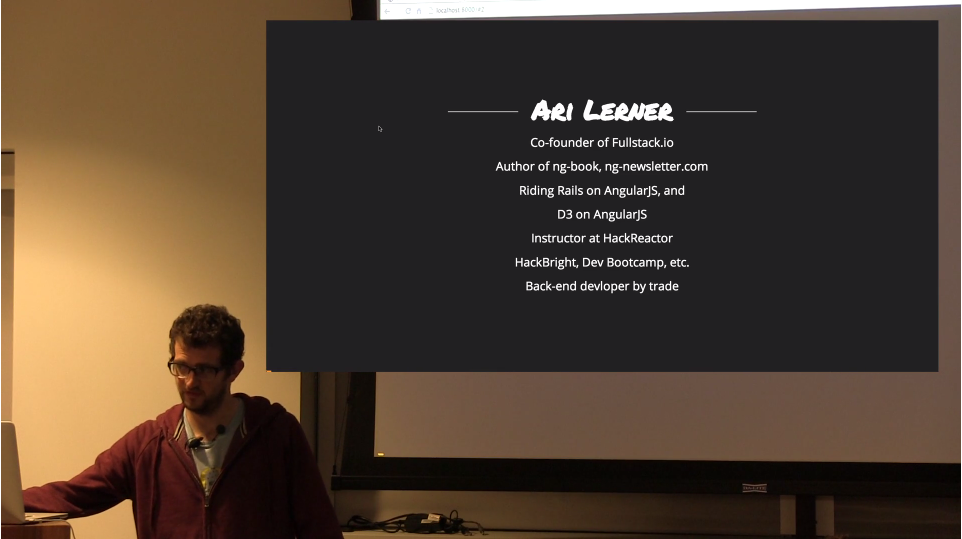 localhost:8000/#2
Ari Lerner
Co-founder of Fullstack.io
Author of ng-book, ng-newsletter.com
Riding Rails on AngularJS, and
D3 on AngularJS
Instructor at HackReactor
HackBright, Dev Bootcamp, etc.
Back-end devloper by trade